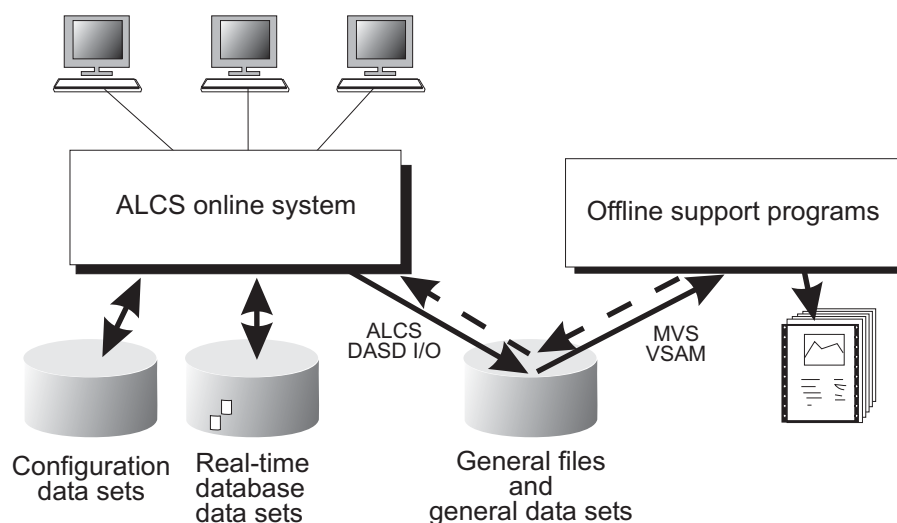 ALCS online system
Offline support programs
ALCS
DASD I/O
MVS
VSAM
Configuration
data sets
Real-time
database
data sets
General files
and
general data sets